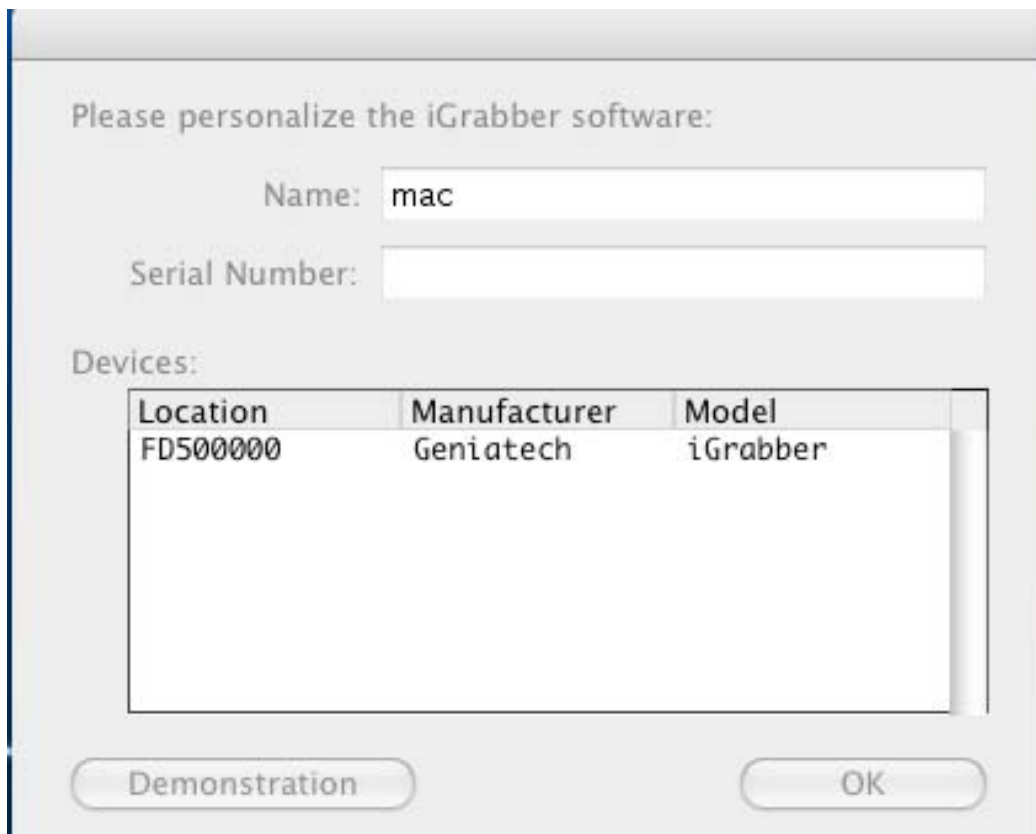 Please personalize the iGrabber software:
Name: mac
Serial Number:
Devices:
Location Manufacturer Model
FD500000 Geniatech iGrabber
Demonstration OK